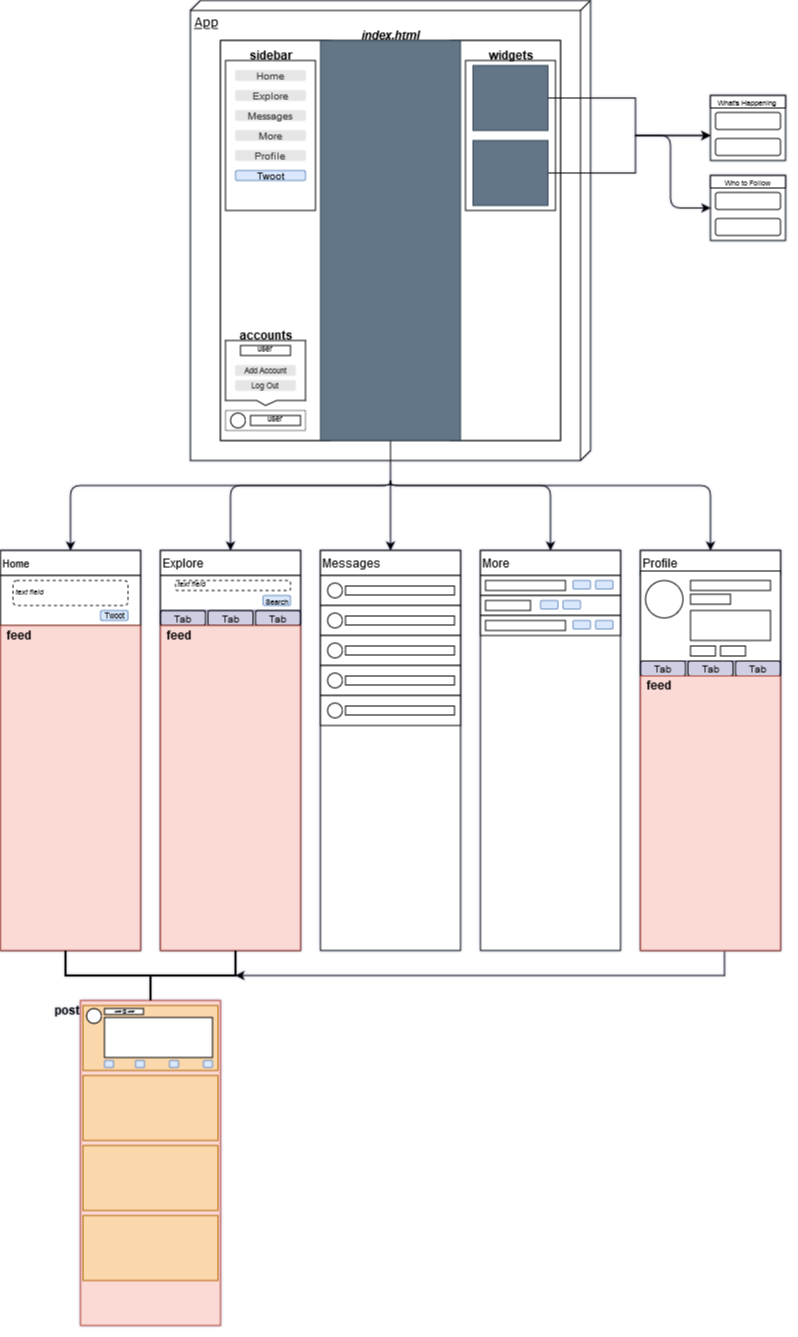 App
index.html
sidebar
Home
Explore
Messages
More
Profile
Twoot
widgets
What's Happening
Who to Follow
accounts
user
Add Account
Log Out
user
Home
text field
Twoot
feed
Explore
text field
Search
Tab Tab Tab
feed
Messages
More
Profile
Tab Tab Tab
feed
post